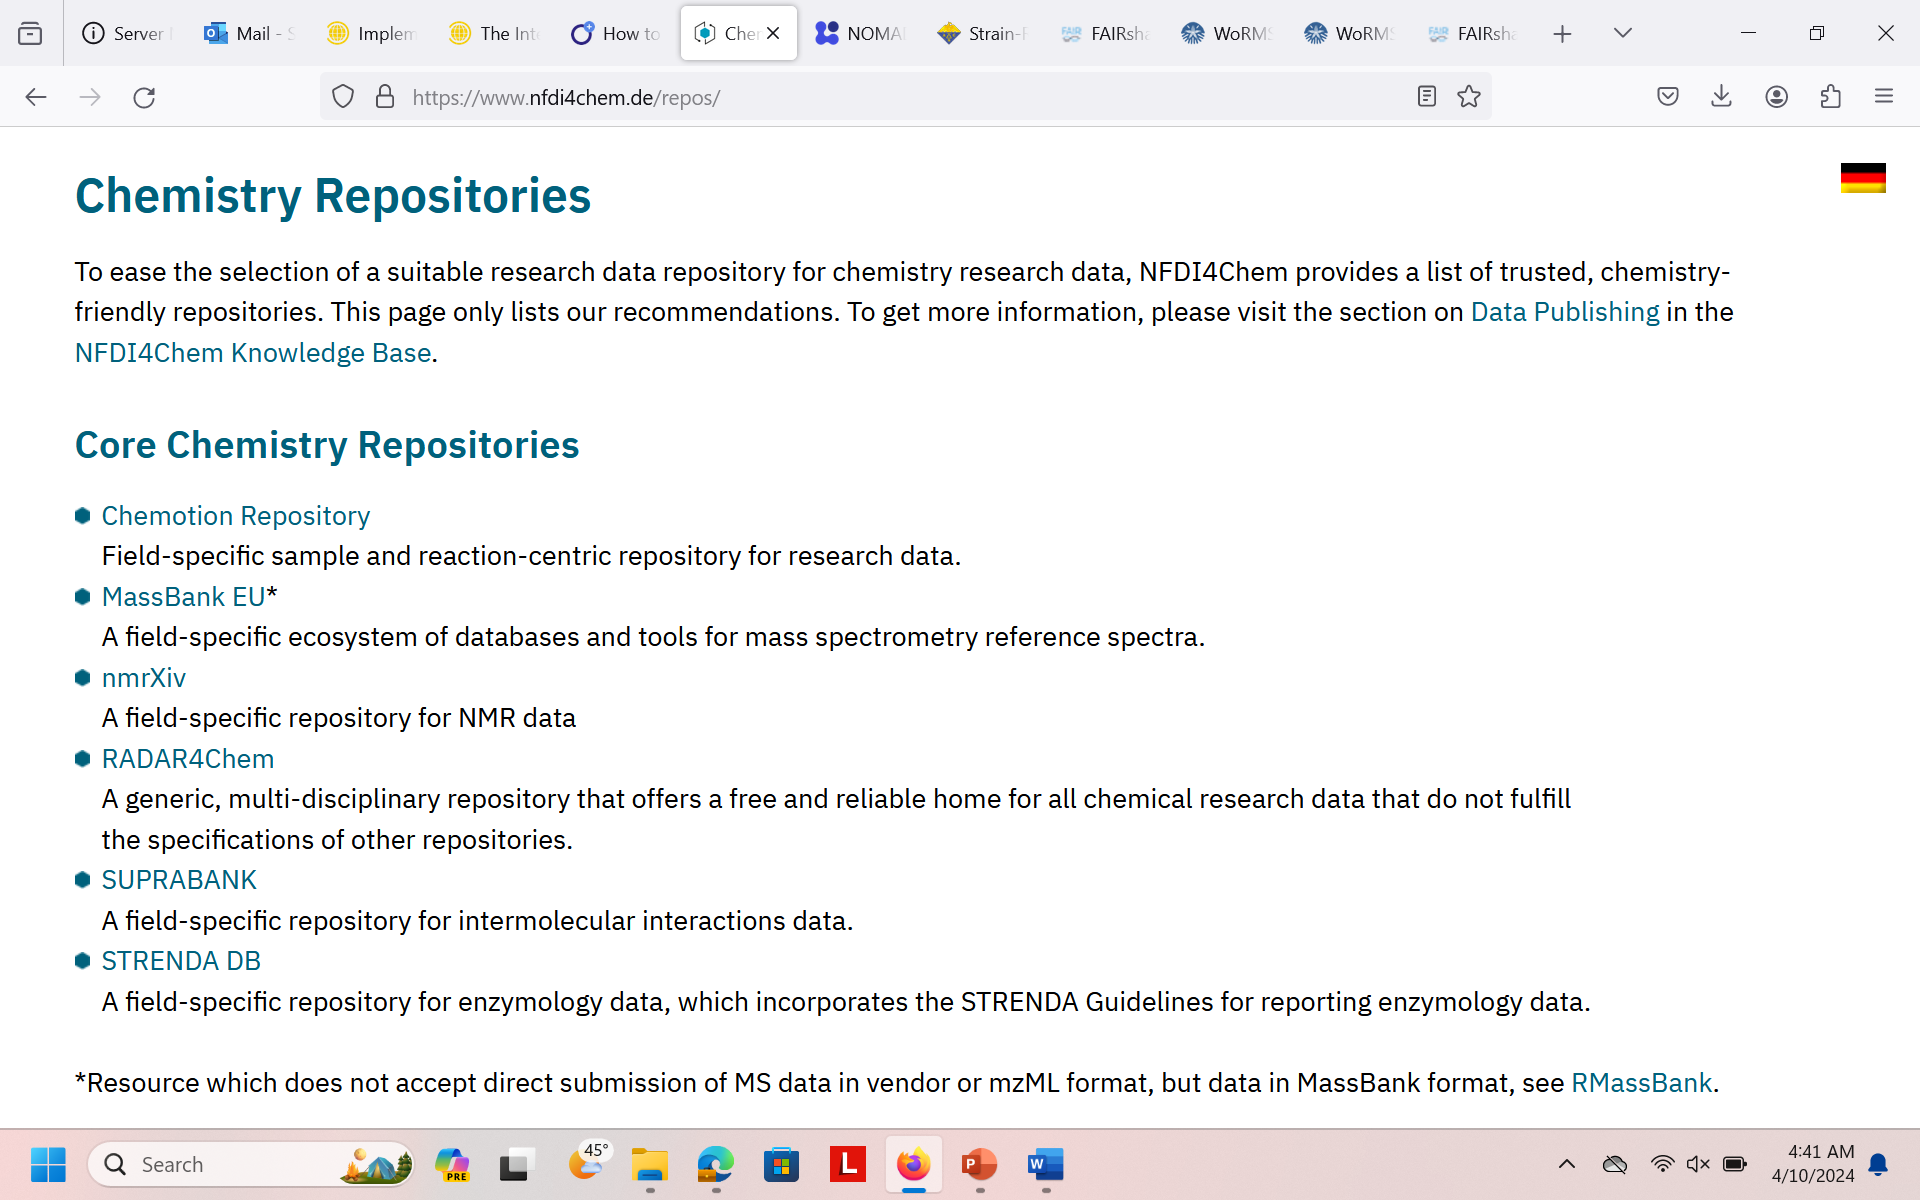 Server
Mail - S
Implem
The Inte
How to
Che
NOMA
Strain-
FAIRsha
WoRMS
WoRMS
FAIRsha
https://www.nfdi4chem.de/repos/
Chemistry Repositories
To ease the selection of a suitable research data repository for chemistry research data, NFDI4Chem provides a list of trusted, chemistry-
friendly repositories. This page only lists our recommendations. To get more information, please visit the section on Data Publishing in the
NFDI4Chem Knowledge Base.
Core Chemistry Repositories
Chemotion Repository
Field-specific sample and reaction-centric repository for research data.
MassBank EU*
A field-specific ecosystem of databases and tools for mass spectrometry reference spectra.
nmrXiv
A field-specific repository for NMR data
RADAR4Chem
A generic, multi-disciplinary repository that offers a free and reliable home for all chemical research data that do not fulfill
the specifications of other repositories.
SUPRABANK
A field-specific repository for intermolecular interactions data.
STRENDA DB
A field-specific repository for enzymology data, which incorporates the STRENDA Guidelines for reporting enzymology data.
*Resource which does not accept direct submission of MS data in vendor or mzML format, but data in MassBank format, see RMassBank.
Search
PRE
45°
L
P
W
4:41 AM
4/10/2024